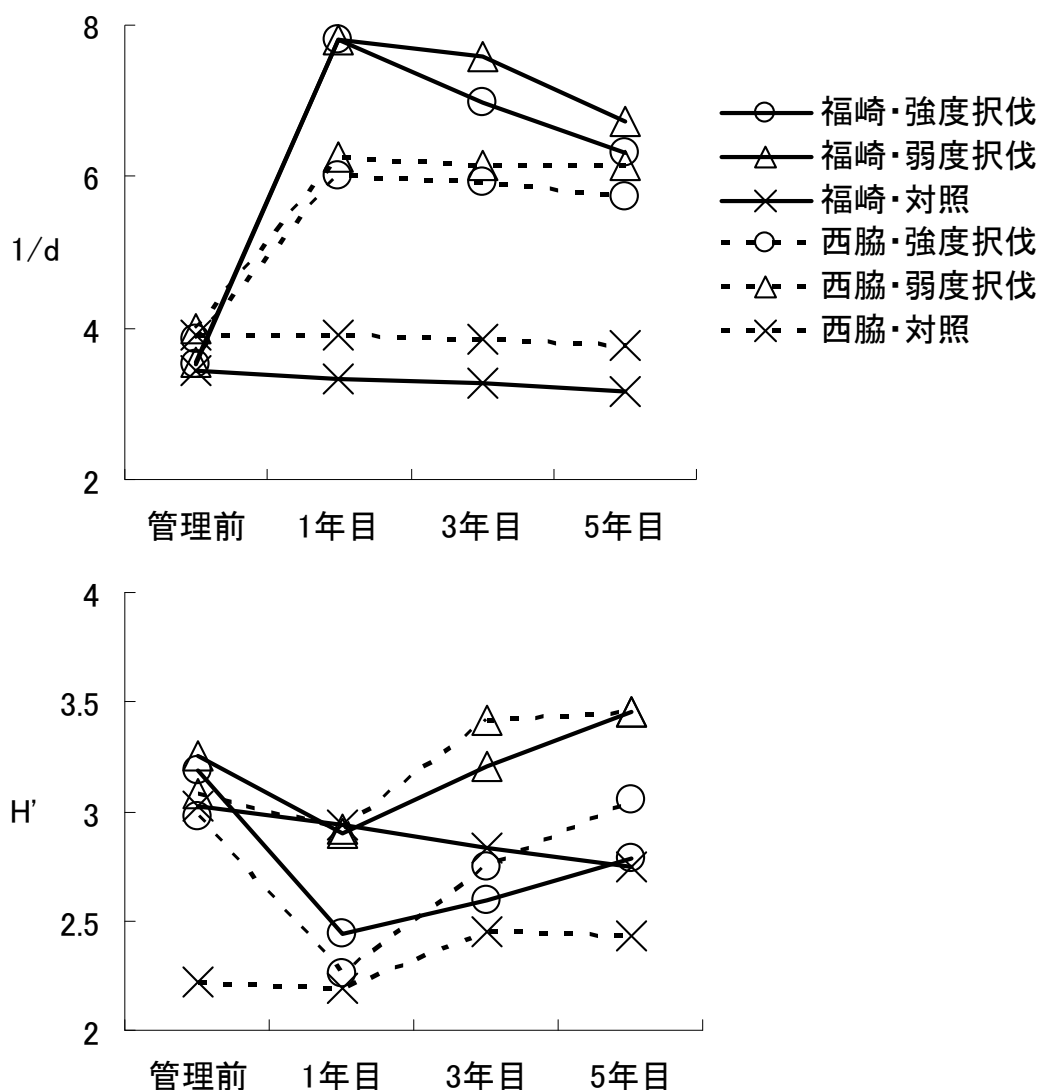 8
6
1/d
4
2
管理前 1年目 3年目 5年目
福崎・強度択伐
福崎・弱度択伐
福崎・対照
西脇・強度択伐
西脇・弱度択伐
西脇・対照
4
3.5
H' 3
2.5
2
管理前 1年目 3年目 5年目